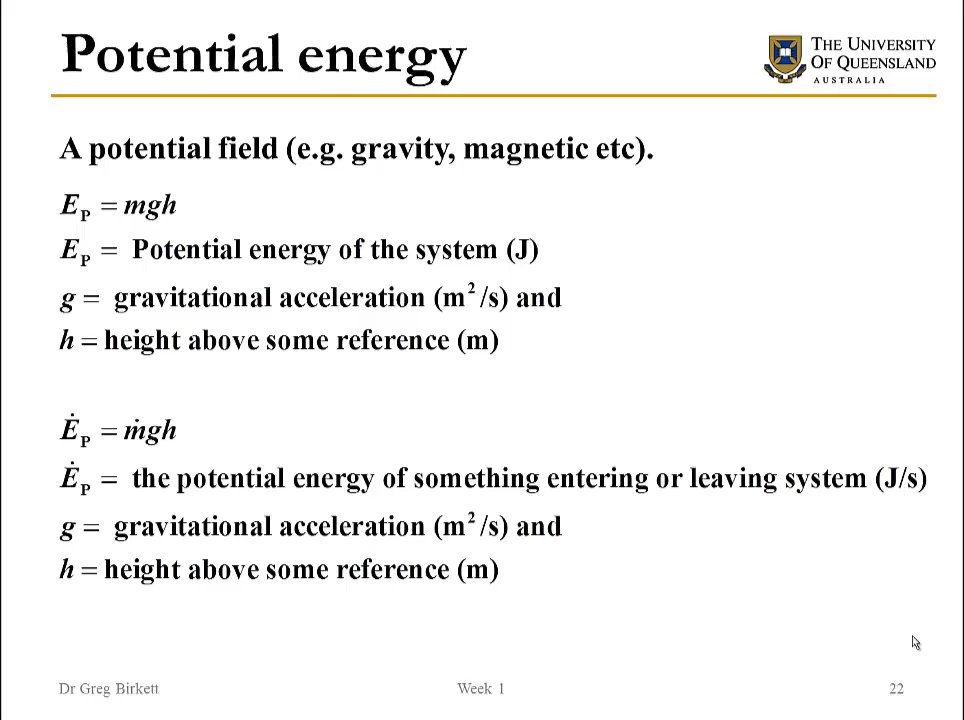 Potential energy
THE UNIVERSITY
OF QUEENSLAND
AUSTRALIA
A potential field (e.g. gravity, magnetic etc).
E_P = mgh
E_P = Potential energy of the system (J)
g = gravitational acceleration (m²/s) and
h = height above some reference (m)
Ė_P = ṁgh
Ė_P = the potential energy of something entering or leaving system (J/s)
g = gravitational acceleration (m²/s) and
h = height above some reference (m)
Dr Greg Birkett
Week 1
22